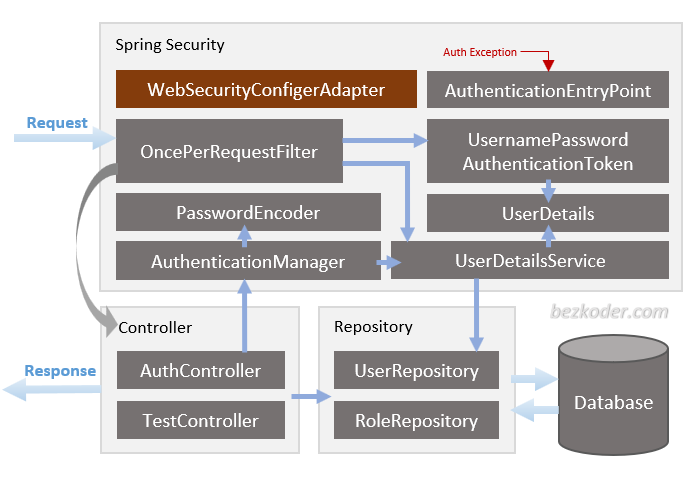 Spring Security
Auth Exception
WebSecurityConfigerAdapter
AuthenticationEntryPoint
Request
OncePerRequestFilter
UsernamePassword
AuthenticationToken
PasswordEncoder
UserDetails
AuthenticationManager
UserDetailsService
bezkoder.com
Controller
Repository
Response
AuthController
UserRepository
Database
TestController
RoleRepository